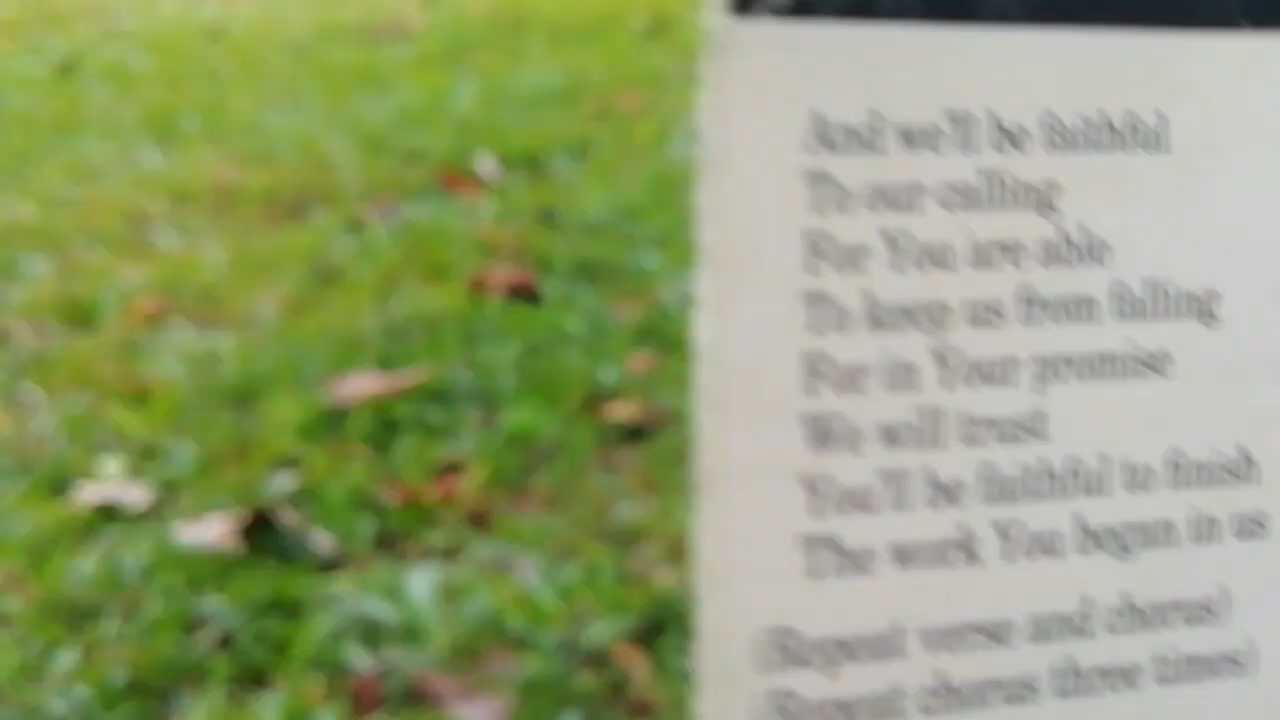 And we'll be faithful
To our calling
For You are able
To keep us from falling
For in Your promise
We will trust
You'll be faithful to finish
The work You began in us
(Repeat verse and chorus)
(Repeat chorus three times)